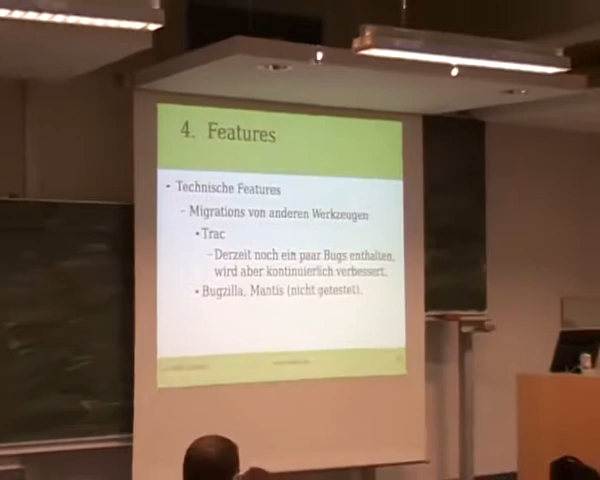 4. Features
- Technische Features
– Migrations von anderen Werkzeugen
• Trac
– Derzeit noch ein paar Bugs enthalten,
wird aber kontinuierlich verbessert.
• Bugzilla, Mantis (nicht getestet).